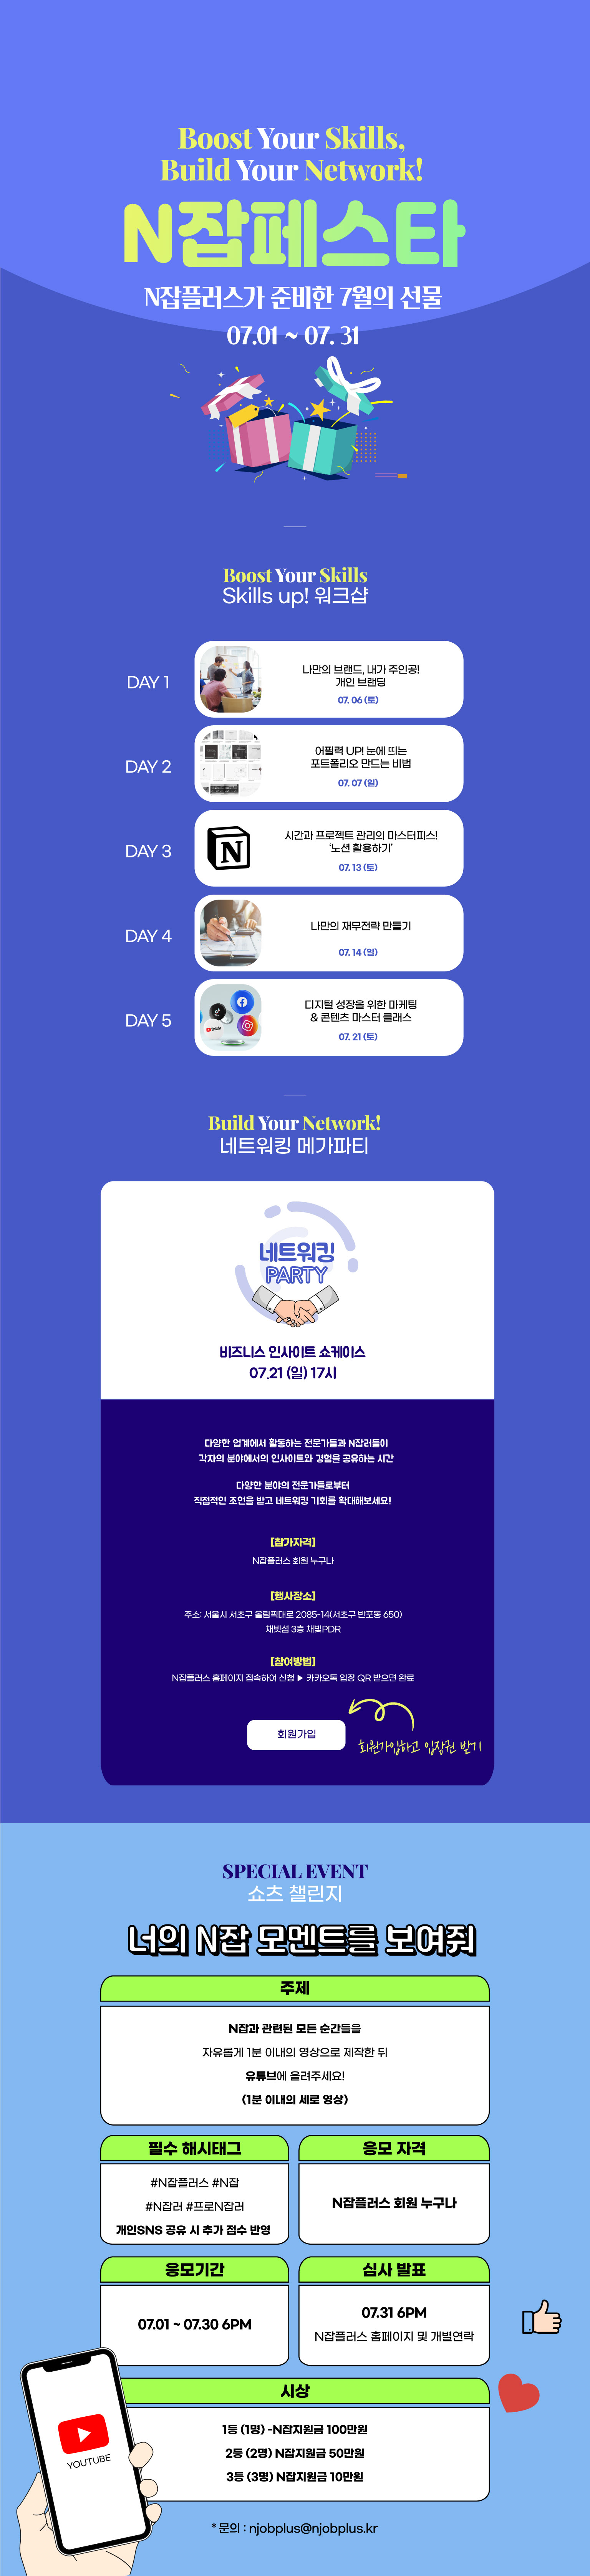 Boost Your Skills,
Build Your Network!
N잡페스타
N잡플러스가 준비한 7월의 선물
07.01 ~ 07. 31
Boost Your Skills
Skills up! 워크샵
DAY 1
나만의 브랜드, 내가 주인공!
개인 브랜딩
07. 06 (토)
DAY 2
어필력 UP! 눈에 띄는
포트폴리오 만드는 비법
07. 07 (일)
DAY 3
N
시간과 프로젝트 관리의 마스터피스!
'노션 활용하기'
07. 13 (토)
DAY 4
나만의 재무전략 만들기
07. 14 (일)
DAY 5
YouTube
디지털 성장을 위한 마케팅
& 콘텐츠 마스터 클래스
07. 21 (토)
Build Your Network!
네트워킹 메가파티
네트워킹
PARTY
비즈니스 인사이트 쇼케이스
07.21 (일) 17시
다양한 업계에서 활동하는 전문가들과 N잡러들이
각자의 분야에서의 인사이트와 경험을 공유하는 시간
다양한 분야의 전문가들로부터
직접적인 조언을 받고 네트워킹 기회를 확대해보세요!
[참가자격]
N잡플러스 회원 누구나
[행사장소]
주소: 서울시 서초구 올림픽대로 2085-14(서초구 반포동 650)
채빛섬 3층 채빛PDR
[참여방법]
N잡플러스 홈페이지 접속하여 신청 ▶ 카카오톡 입장 QR 받으면 완료
회원가입
회원가입하고 입장권 받기
SPECIAL EVENT
쇼츠 챌린지
너의 N잡 모멘트를 보여줘
주제
N잡과 관련된 모든 순간들을
자유롭게 1분 이내의 영상으로 제작한 뒤
유튜브에 올려주세요!
(1분 이내의 세로 영상)
필수 해시태그
#N잡플러스 #N잡
#N잡러 #프로N잡러
개인SNS 공유 시 추가 점수 반영
응모 자격
N잡플러스 회원 누구나
응모기간
07.01 ~ 07.30 6PM
심사 발표
07.31 6PM
N잡플러스 홈페이지 및 개별연락
시상
1등 (1명) -N잡지원금 100만원
2등 (2명) N잡지원금 50만원
3등 (3명) N잡지원금 10만원
YOUTUBE
* 문의 : njobplus@njobplus.kr